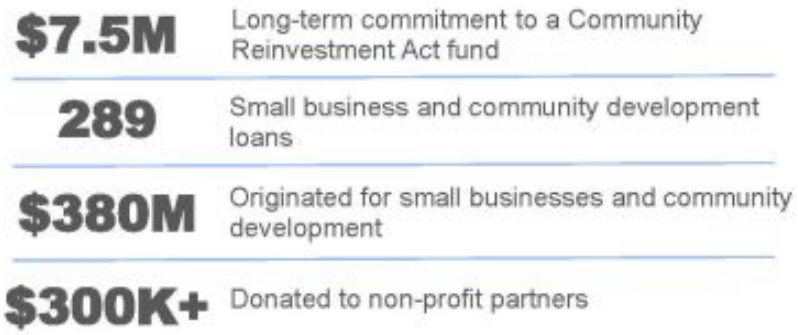 $7.5M
Long-term commitment to a Community
Reinvestment Act fund
289
Small business and community development
loans
$380M
Originated for small businesses and community
development
$300K+
Donated to non-profit partners